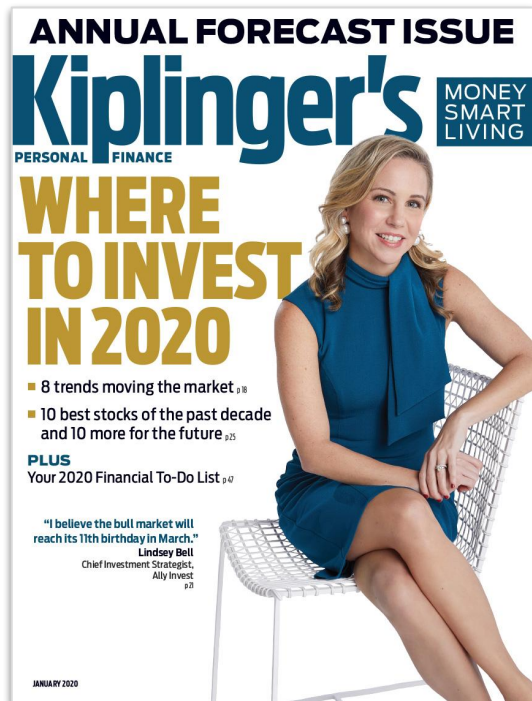 ANNUAL FORECAST ISSUE
Kiplinger's
PERSONAL FINANCE
MONEY
SMART
LIVING
WHERE
TO INVEST
IN 2020
8 trends moving the market p 18
10 best stocks of the past decade
and 10 more for the future p 25
PLUS
Your 2020 Financial To-Do List p 47
“I believe the bull market will
reach its 11th birthday in March.”
Lindsey Bell
Chief Investment Strategist,
Ally Invest
p 21
JANUARY 2020